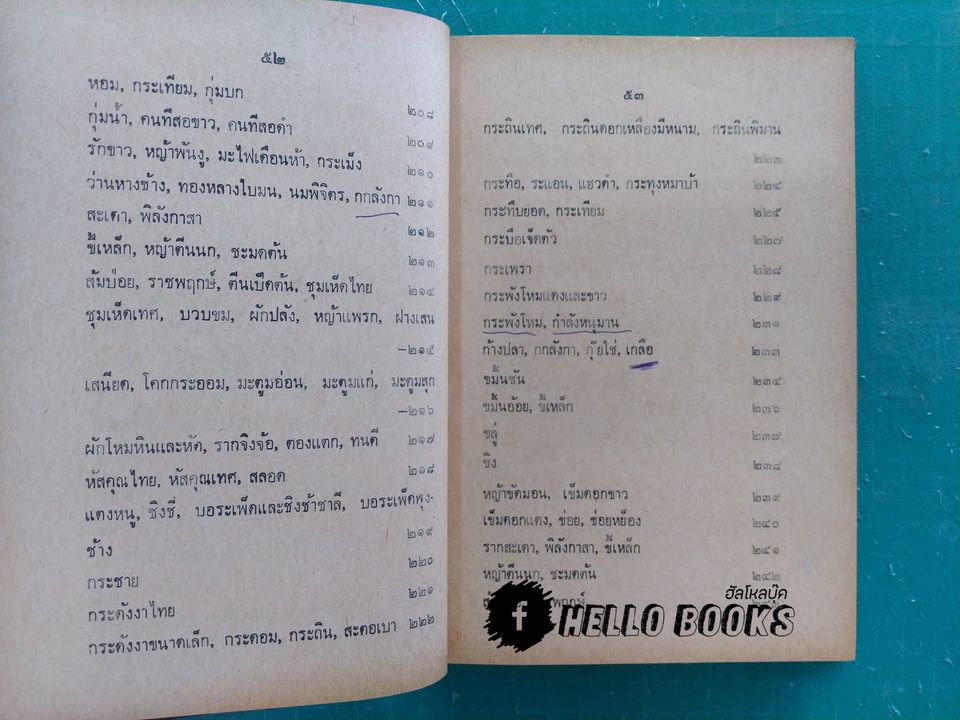 ๕๒
หอม, กระเทียม, กุ่มบก ๒๐๘
กุ่มน้ำ, คนทีสอขาว, คนทีสอดำ ๒๐๙
รักขาว, หญ้าพันงู, มะไฟเดือนห้า, กระเม็ง ๒๑๐
ว่านหางช้าง, ทองหลางใบมน, นมพิจิตร, กกลังกา ๒๑๑
สะเดา, พิลังกาสา ๒๑๒
ขี้เหล็ก, หญ้าตีนนก, ชะมดต้น ๒๑๓
ส้มป่อย, ราชพฤกษ์, ตีนเป็ดต้น, ชุมเห็ดไทย ๒๑๔
ชุมเห็ดเทศ, บวบขม, ผักปลัง, หญ้าแพรก, ฝางเสน
–๒๑๕
เสนียด, โคกกระออม, มะตูมอ่อน, มะตูมแก่, มะตูมสุก
–๒๑๖
ผักโหมหินและหัด, รากจิงจ้อ, ตองแตก, ทนดี ๒๑๗
หัสคุณไทย, หัสคุณเทศ, สลอด ๒๑๘
แตงหนู, ชิงชี่, บอระเพ็ดและชิงช้าชาลี, บอระเพ็ดพุง-
ช้าง ๒๑๙
กระชาย ๒๒๐
กระดังงาไทย ๒๒๑
กระดังงาขนาดเล็ก, กระดอม, กระถิน, สะตอเบา ๒๒๒
๕๓
กระถินเทศ, กระถินดอกเหลืองมีหนาม, กระถินพิมาน
๒๒๓
กระทือ, ระแอน, แฮวดำ, กระทุงหมาบ้า ๒๒๔
กระทืบยอด, กระเทียม ๒๒๕
กระบือเจ็ดตัว ๒๒๗
กระเพรา ๒๒๘
กระพังโหมแดงและขาว ๒๒๙
กระพังโหม, กำลังหนุมาน ๒๓๑
ก้างปลา, กกลังกา, กุ๊ยใช่, เกลือ ๒๓๓
ขมิ้นชัน ๒๓๔
ขมิ้นอ้อย, ขี้เหล็ก ๒๓๖
ขลู่ ๒๓๗
ขิง ๒๓๘
หญ้าขัดมอน, เข็มดอกขาว ๒๓๙
เข็มดอกแดง, ข่อย, ข่อยหย็อง ๒๔๐
รากสะเดา, พิลังกาสา, ขี้เหล็ก ๒๔๑
หญ้าตีนนก, ชะมดต้น ๒๔๒
ฮัลโหลบุ๊ค
f HELLO BOOKS